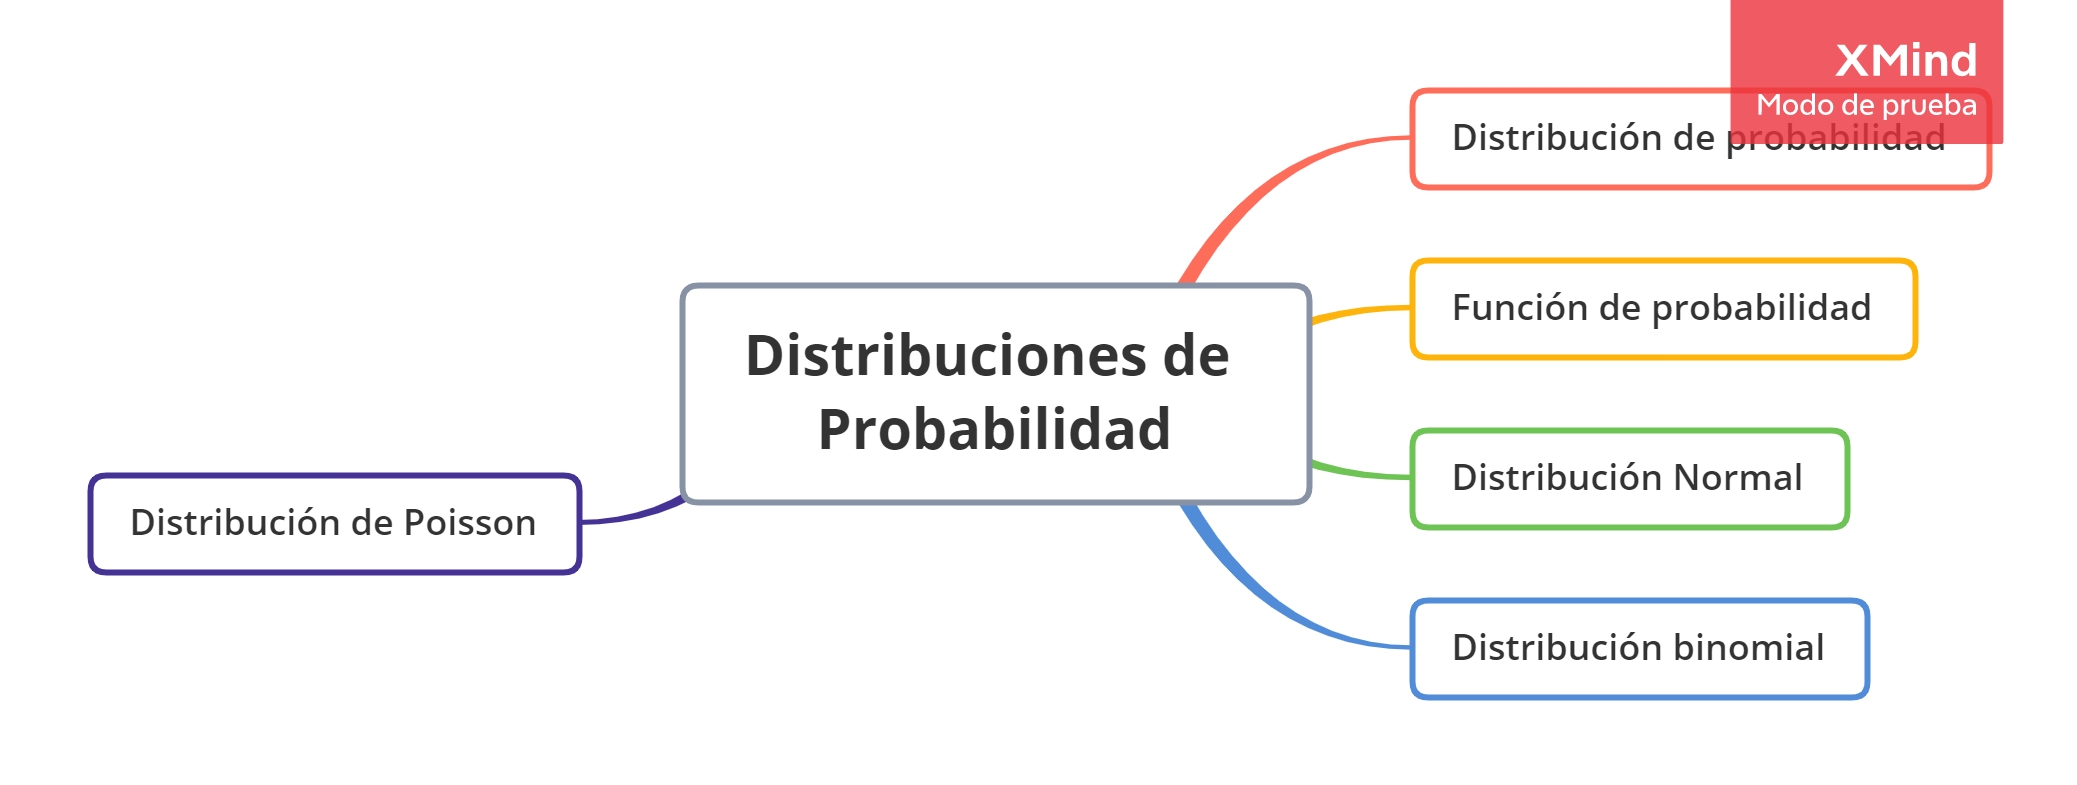 XMind
Modo de prueba
Distribución de probabilidad
Función de probabilidad
Distribuciones de
Probabilidad
Distribución Normal
Distribución de Poisson
Distribución binomial